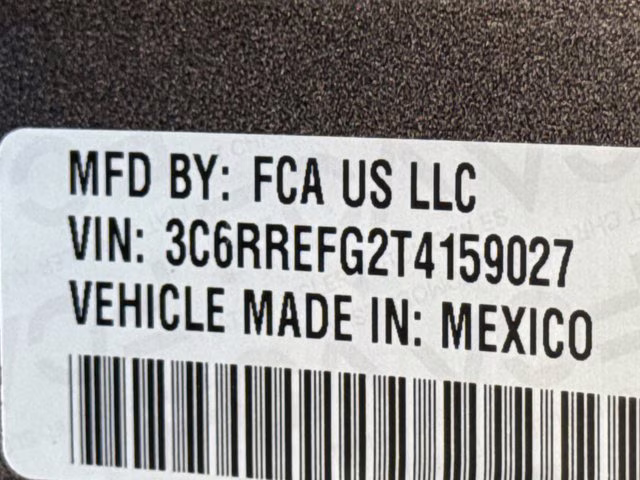 MFD BY: FCA US LLC
VIN: 3C6RREFG2T4159027
VEHICLE MADE IN: MEXICO